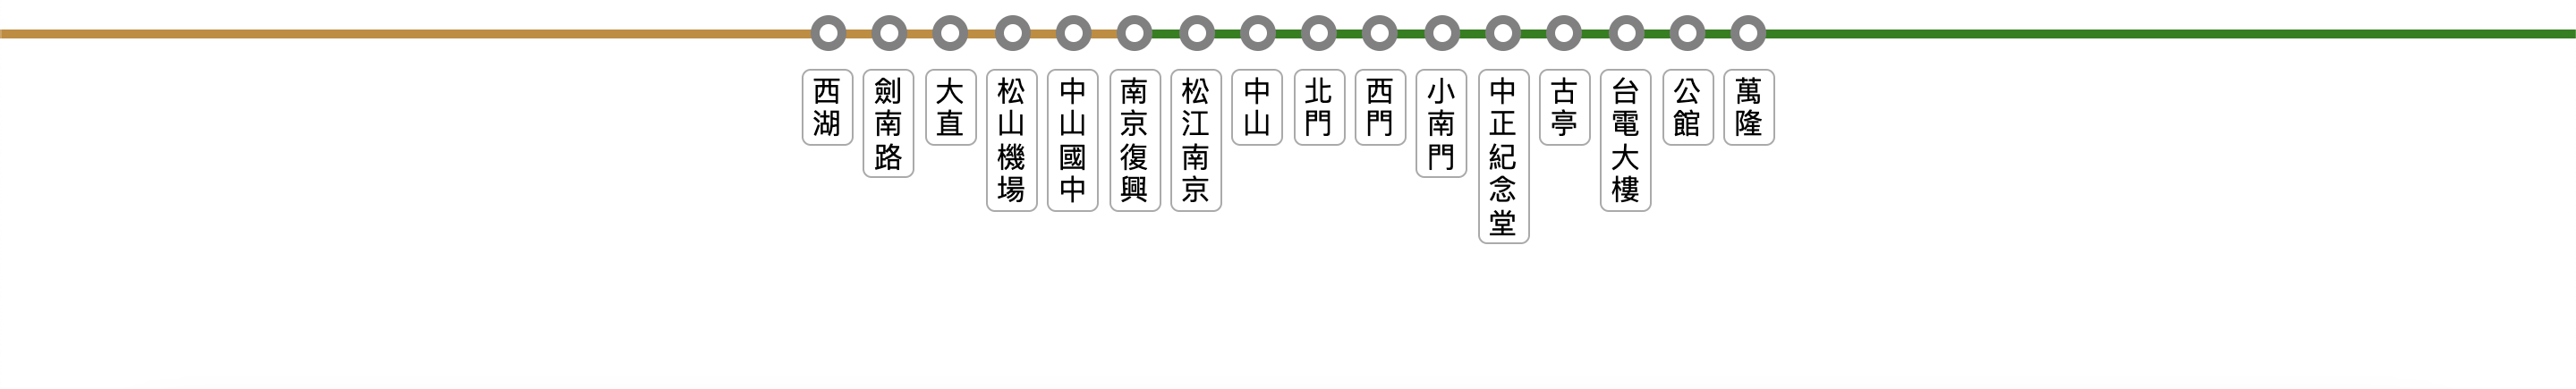 西湖
劍南路
大直
松山機場
中山國中
南京復興
松江南京
中山
北門
西門
小南門
中正紀念堂
古亭
台電大樓
公館
萬隆